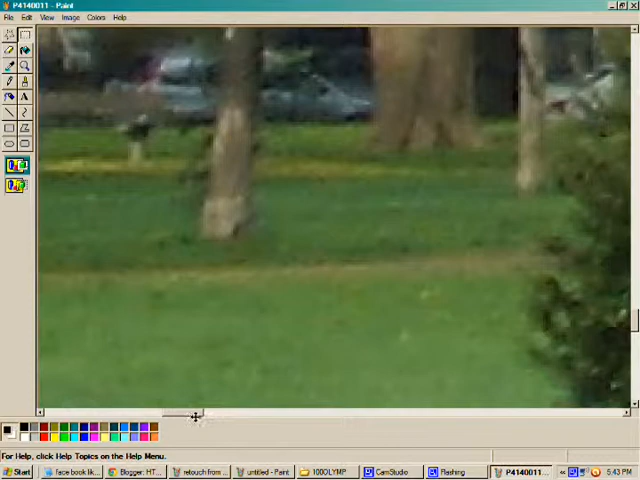 P4140011 - Paint
File Edit View Image Colors Help
A
For Help, click Help Topics on the Help Menu.
Start face book lik... Blogger: HT... retouch from ... untitled - Paint 100OLYMP CamStudio Flashing P4140011... « 5:43 PM